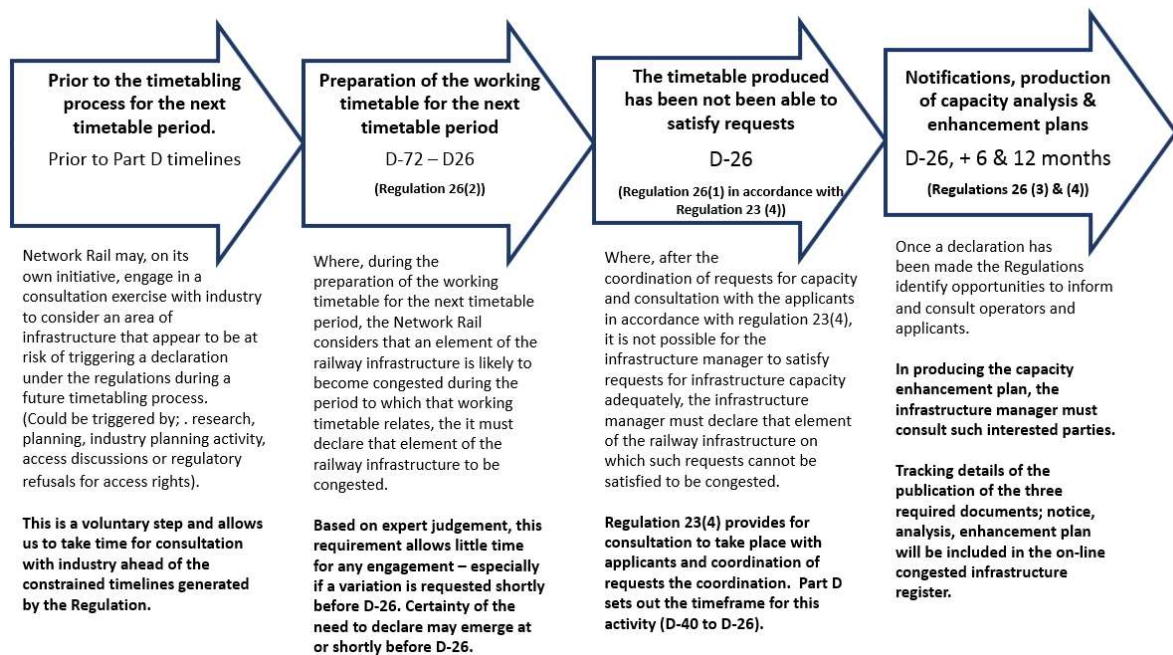 Prior to the timetabling
process for the next
timetable period.
Prior to Part D timelines
Network Rail may, on its
own initiative, engage in a
consultation exercise with industry
to consider an area of
infrastructure that appear to be at
risk of triggering a declaration
under the regulations during a
future timetabling process.
(Could be triggered by; . research,
planning, industry planning activity,
access discussions or regulatory
refusals for access rights).
This is a voluntary step and allows
us to take time for consultation
with industry ahead of the
constrained timelines generated
by the Regulation.
Preparation of the working
timetable for the next
timetable period
D-72 – D26
(Regulation 26(2))
Where, during the
preparation of the working
timetable for the next timetable
period, the Network Rail
considers that an element of the
railway infrastructure is likely to
become congested during the
period to which that working
timetable relates, the it must
declare that element of the
railway infrastructure to be
congested.
Based on expert judgement, this
requirement allows little time
for any engagement – especially
if a variation is requested shortly
before D-26. Certainty of the
need to declare may emerge at
or shortly before D-26.
The timetable produced
has been not been able to
satisfy requests
D-26
(Regulation 26(1) in accordance with
Regulation 23 (4))
Where, after the
coordination of requests for capacity
and consultation with the applicants
in accordance with regulation 23(4),
it is not possible for the
infrastructure manager to satisfy
requests for infrastructure capacity
adequately, the infrastructure
manager must declare that element
of the railway infrastructure on
which such requests cannot be
satisfied to be congested.
Regulation 23(4) provides for
consultation to take place with
applicants and coordination of
requests the coordination.  Part D
sets out the timeframe for this
activity (D-40 to D-26).
Notifications, production
of capacity analysis &
enhancement plans
D-26, + 6 & 12 months
(Regulations 26 (3) & (4))
Once a declaration has
been made the Regulations
identify opportunities to inform
and consult operators and
applicants.
In producing the capacity
enhancement plan, the
infrastructure manager must
consult such interested parties.
Tracking details of the
publication of the three
required documents; notice,
analysis, enhancement plan
will be included in the on-line
congested infrastructure
register.